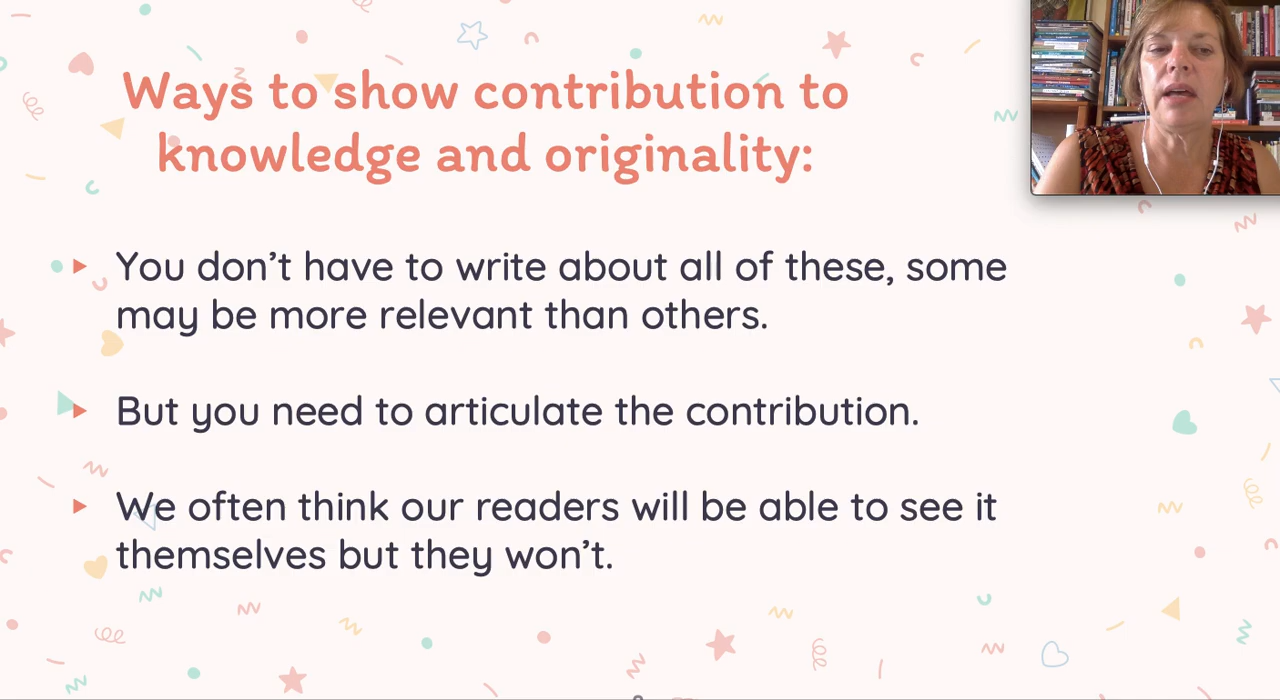 Ways to show contribution to
knowledge and originality:
You don’t have to write about all of these, some
may be more relevant than others.
But you need to articulate the contribution.
We often think our readers will be able to see it
themselves but they won’t.